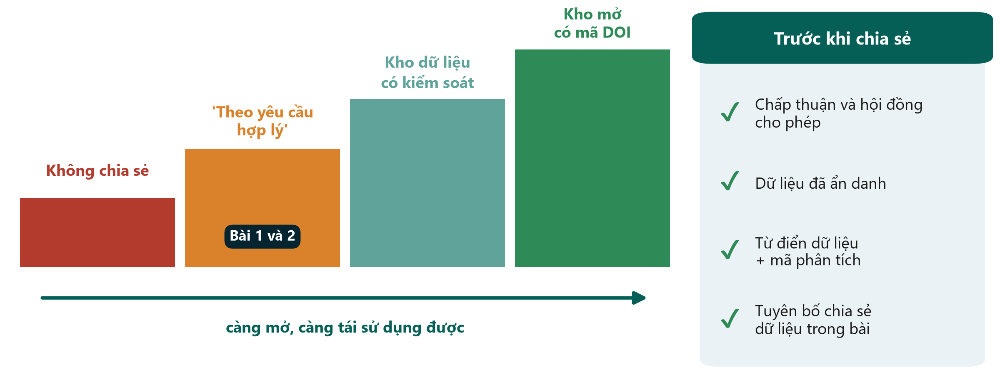 Không chia sẻ
'Theo yêu cầu
hợp lý'
Bài 1 và 2
Kho dữ liệu
có kiểm soát
Kho mở
có mã DOI
càng mở, càng tái sử dụng được
Trước khi chia sẻ
✓ Chấp thuận và hội đồng
cho phép
✓ Dữ liệu đã ẩn danh
✓ Từ điển dữ liệu
+ mã phân tích
✓ Tuyên bố chia sẻ
dữ liệu trong bài